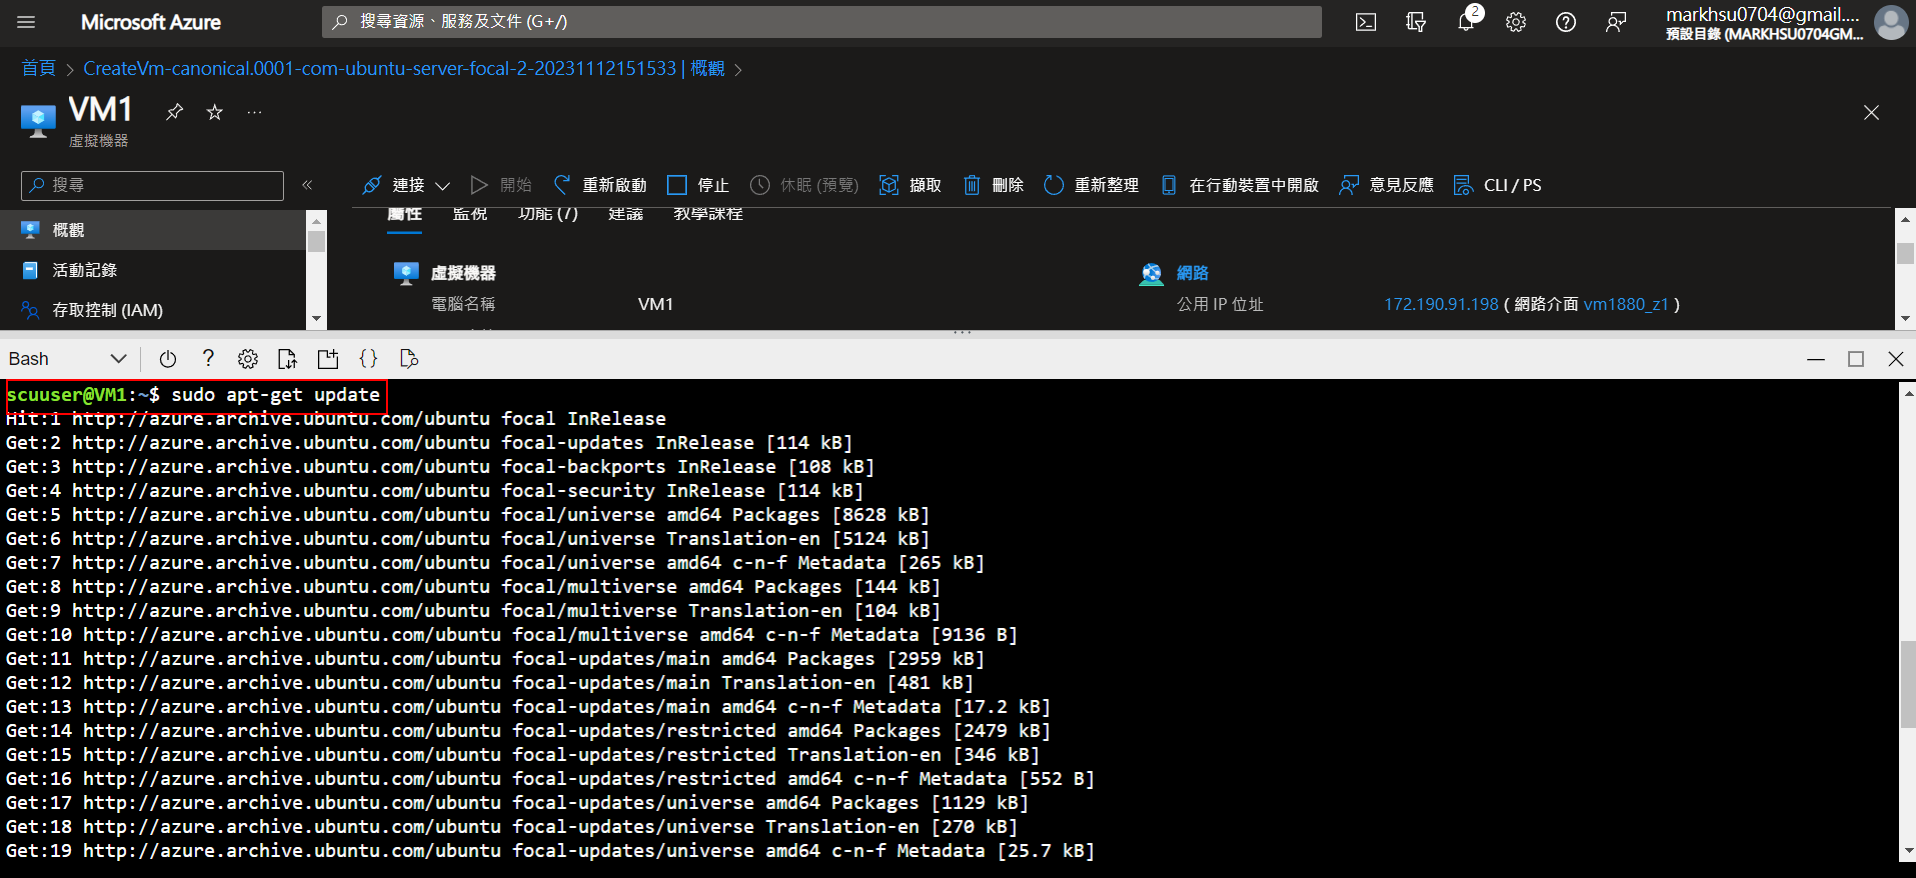 Microsoft Azure
搜尋資源、服務及文件 (G+/)
2
markhsu0704@gmail....
預設目錄 (MARKHSU0704GM...
首頁 > CreateVm-canonical.0001-com-ubuntu-server-focal-2-20231112151533 | 概觀 >
VM1
...
虛擬機器
搜尋
«
連接
開始
重新啟動
停止
休眠 (預覽)
擷取
刪除
重新整理
在行動裝置中開啟
意見反應
CLI / PS
概觀
活動記錄
存取控制 (IAM)
屬性
監視
功能 (7)
建議
教學課程
虛擬機器
電腦名稱 VM1
網路
公用 IP 位址 172.190.91.198 ( 網路介面 vm1880_z1 )
Bash
scuuser@VM1:~$ sudo apt-get update
Hit:1 http://azure.archive.ubuntu.com/ubuntu focal InRelease
Get:2 http://azure.archive.ubuntu.com/ubuntu focal-updates InRelease [114 kB]
Get:3 http://azure.archive.ubuntu.com/ubuntu focal-backports InRelease [108 kB]
Get:4 http://azure.archive.ubuntu.com/ubuntu focal-security InRelease [114 kB]
Get:5 http://azure.archive.ubuntu.com/ubuntu focal/universe amd64 Packages [8628 kB]
Get:6 http://azure.archive.ubuntu.com/ubuntu focal/universe Translation-en [5124 kB]
Get:7 http://azure.archive.ubuntu.com/ubuntu focal/universe amd64 c-n-f Metadata [265 kB]
Get:8 http://azure.archive.ubuntu.com/ubuntu focal/multiverse amd64 Packages [144 kB]
Get:9 http://azure.archive.ubuntu.com/ubuntu focal/multiverse Translation-en [104 kB]
Get:10 http://azure.archive.ubuntu.com/ubuntu focal/multiverse amd64 c-n-f Metadata [9136 B]
Get:11 http://azure.archive.ubuntu.com/ubuntu focal-updates/main amd64 Packages [2959 kB]
Get:12 http://azure.archive.ubuntu.com/ubuntu focal-updates/main Translation-en [481 kB]
Get:13 http://azure.archive.ubuntu.com/ubuntu focal-updates/main amd64 c-n-f Metadata [17.2 kB]
Get:14 http://azure.archive.ubuntu.com/ubuntu focal-updates/restricted amd64 Packages [2479 kB]
Get:15 http://azure.archive.ubuntu.com/ubuntu focal-updates/restricted Translation-en [346 kB]
Get:16 http://azure.archive.ubuntu.com/ubuntu focal-updates/restricted amd64 c-n-f Metadata [552 B]
Get:17 http://azure.archive.ubuntu.com/ubuntu focal-updates/universe amd64 Packages [1129 kB]
Get:18 http://azure.archive.ubuntu.com/ubuntu focal-updates/universe Translation-en [270 kB]
Get:19 http://azure.archive.ubuntu.com/ubuntu focal-updates/universe amd64 c-n-f Metadata [25.7 kB]